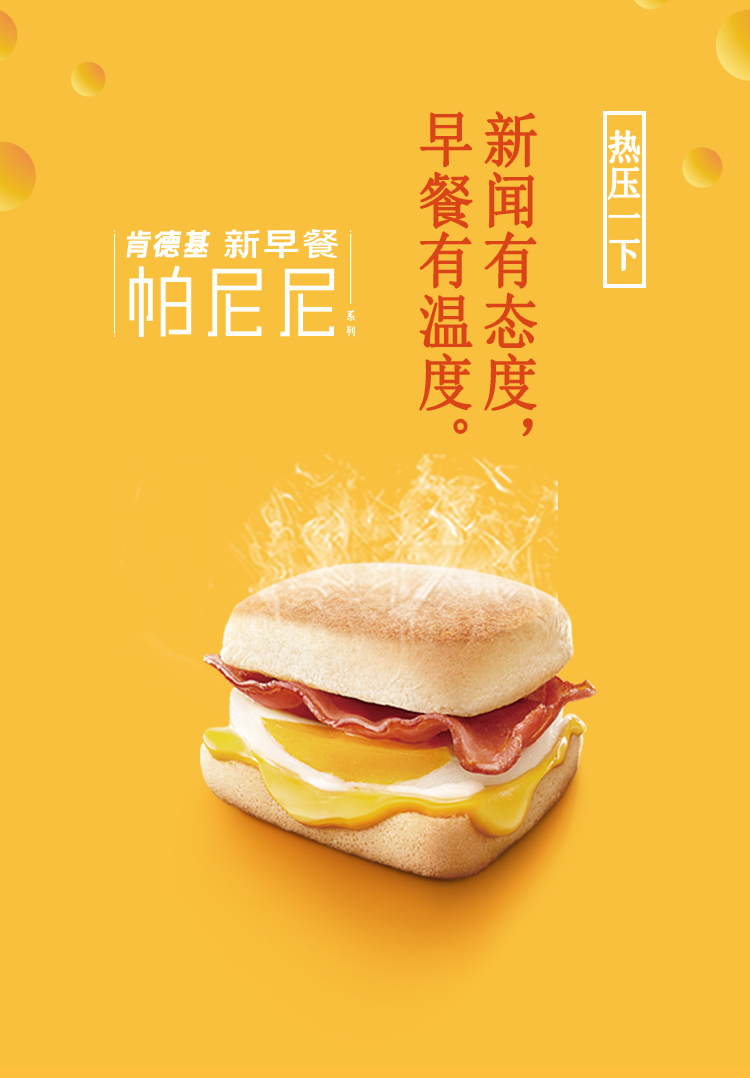 热压一下
新闻有态度，
早餐有温度。
肯德基 新早餐
帕尼尼
系列